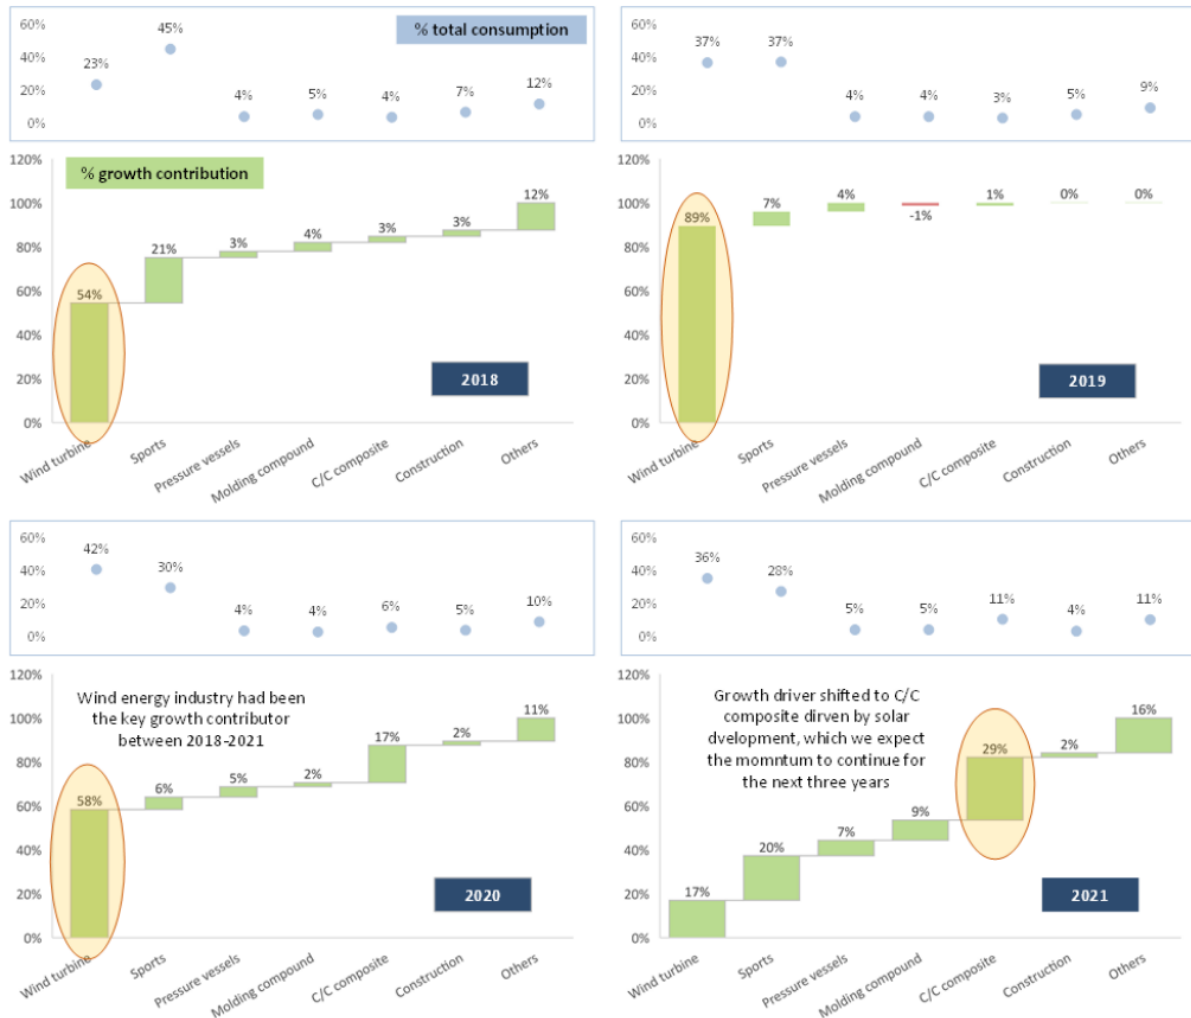 60%
40%
20%
0%
% total consumption
23%
45%
4%
5%
4%
7%
12%
120%
100%
80%
60%
40%
20%
0%
% growth contribution
54%
21%
3%
4%
3%
3%
12%
2018
Wind turbine
Sports
Pressure vessels
Molding compound
C/C composite
Construction
Others
60%
40%
20%
0%
37%
37%
4%
4%
3%
5%
9%
120%
100%
80%
60%
40%
20%
0%
89%
7%
4%
-1%
1%
0%
0%
2019
Wind turbine
Sports
Pressure vessels
Molding compound
C/C composite
Construction
Others
60%
40%
20%
0%
42%
30%
4%
4%
6%
5%
10%
120%
100%
80%
60%
40%
20%
0%
Wind energy industry had been
the key growth contributor
between 2018-2021
58%
6%
5%
2%
17%
2%
11%
2020
Wind turbine
Sports
Pressure vessels
Molding compound
C/C composite
Construction
Others
60%
40%
20%
0%
36%
28%
5%
5%
11%
4%
11%
120%
100%
80%
60%
40%
20%
0%
Growth driver shifted to C/C
composite dirven by solar
dvelopment, which we expect
the momntum to continue for
the next three years
17%
20%
7%
9%
29%
2%
16%
2021
Wind turbine
Sports
Pressure vessels
Molding compound
C/C composite
Construction
Others